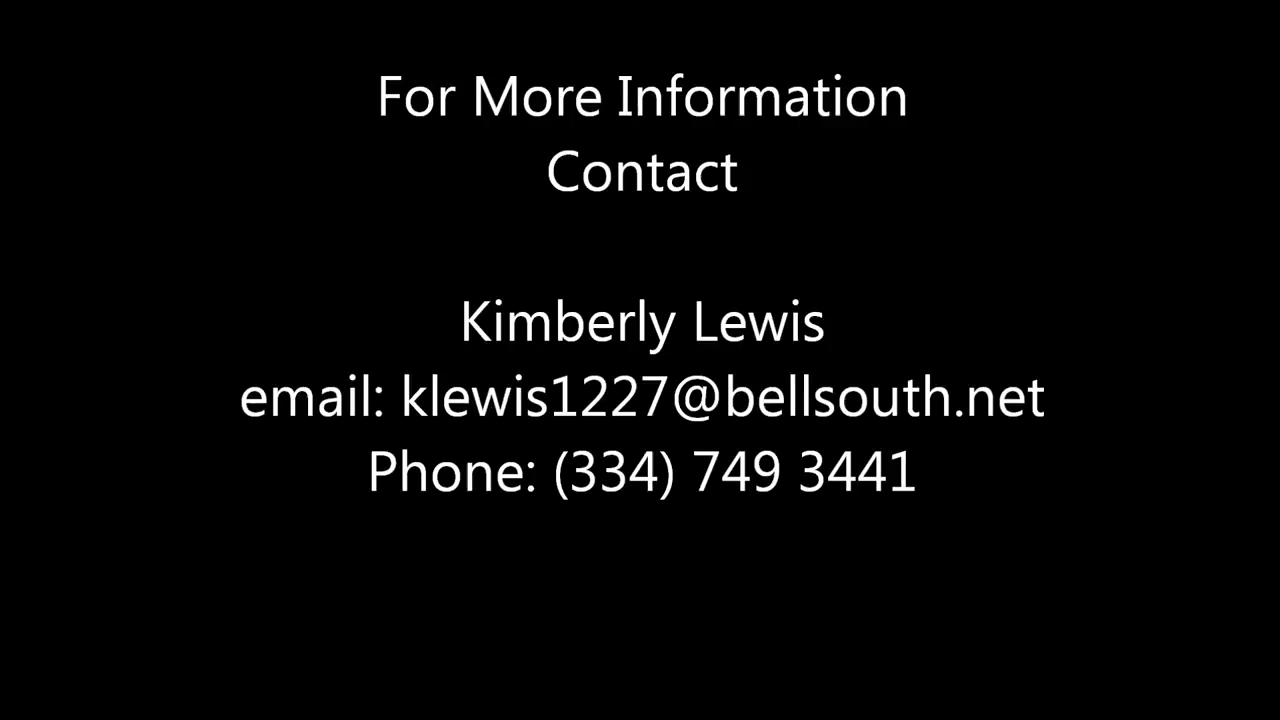 For More Information
Contact
Kimberly Lewis
email: klewis1227@bellsouth.net
Phone: (334) 749 3441